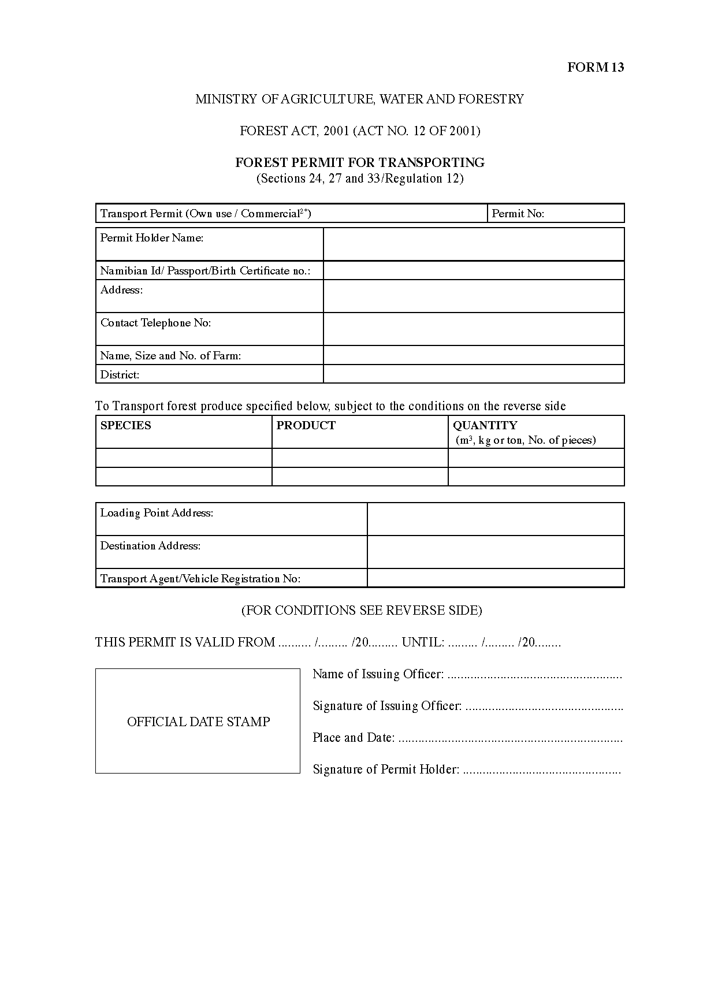 FORM 13
MINISTRY OF AGRICULTURE, WATER AND FORESTRY
FOREST ACT, 2001 (ACT NO. 12 OF 2001)
FOREST PERMIT FOR TRANSPORTING
(Sections 24, 27 and 33/Regulation 12)
Transport Permit (Own use / Commercial²*) Permit No:
Permit Holder Name:
Namibian Id/ Passport/Birth Certificate no.:
Address:
Contact Telephone No:
Name, Size and No. of Farm:
District:
To Transport forest produce specified below, subject to the conditions on the reverse side
SPECIES PRODUCT QUANTITY
(m³, kg or ton, No. of pieces)
Loading Point Address:
Destination Address:
Transport Agent/Vehicle Registration No:
(FOR CONDITIONS SEE REVERSE SIDE)
THIS PERMIT IS VALID FROM .......... /......... /20......... UNTIL: ......... /......... /20........
Name of Issuing Officer: .....................................................
Signature of Issuing Officer: ................................................
OFFICIAL DATE STAMP
Place and Date: ....................................................................
Signature of Permit Holder: ................................................